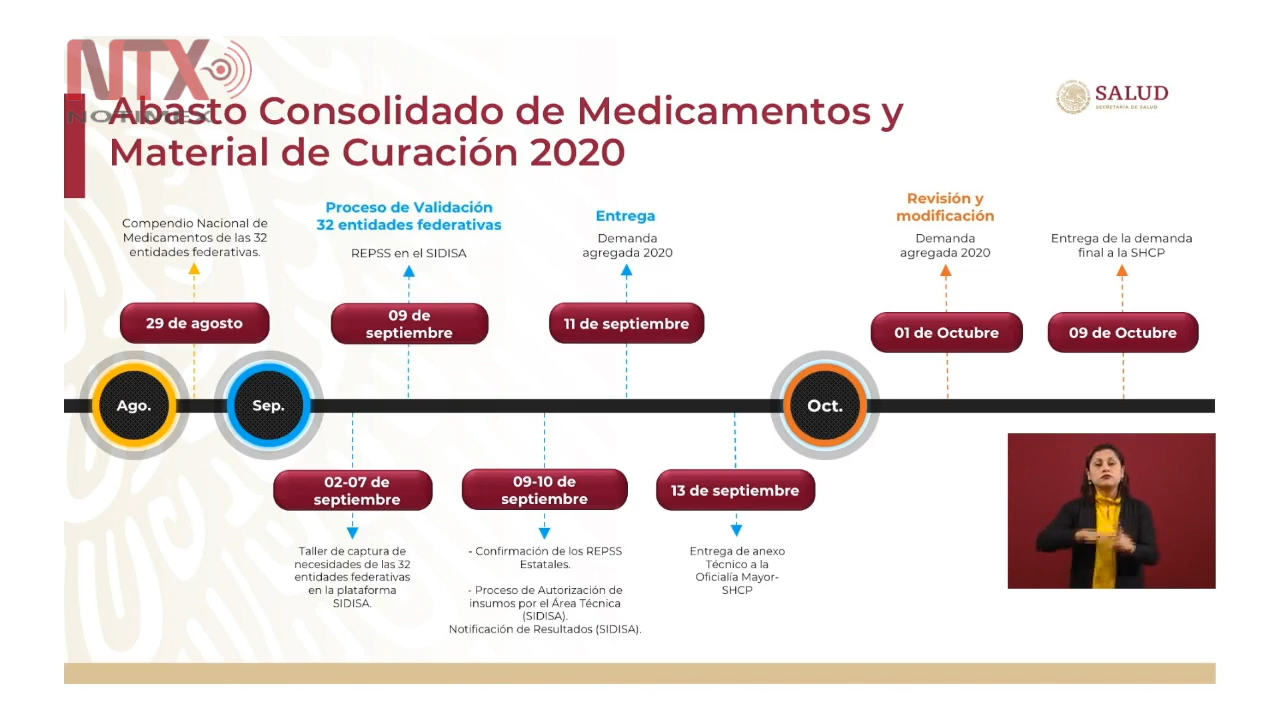 NTX
NOTIMEX
Abasto Consolidado de Medicamentos y
Material de Curación 2020
SALUD
SECRETARÍA DE SALUD
Compendio Nacional de
Medicamentos de las 32
entidades federativas.
Proceso de Validación
32 entidades federativas
REPSS en el SIDISA
Entrega
Demanda
agregada 2020
Revisión y
modificación
Demanda
agregada 2020
Entrega de la demanda
final a la SHCP
29 de agosto
09 de
septiembre
11 de septiembre
01 de Octubre
09 de Octubre
Ago.
Sep.
Oct.
02-07 de
septiembre
09-10 de
septiembre
13 de septiembre
Taller de captura de
necesidades de las 32
entidades federativas
en la plataforma
SIDISA.
- Confirmación de los REPSS
Estatales.
- Proceso de Autorización de
insumos por el Área Técnica
(SIDISA).
Notificación de Resultados (SIDISA).
Entrega de anexo
Técnico a la
Oficialía Mayor-
SHCP